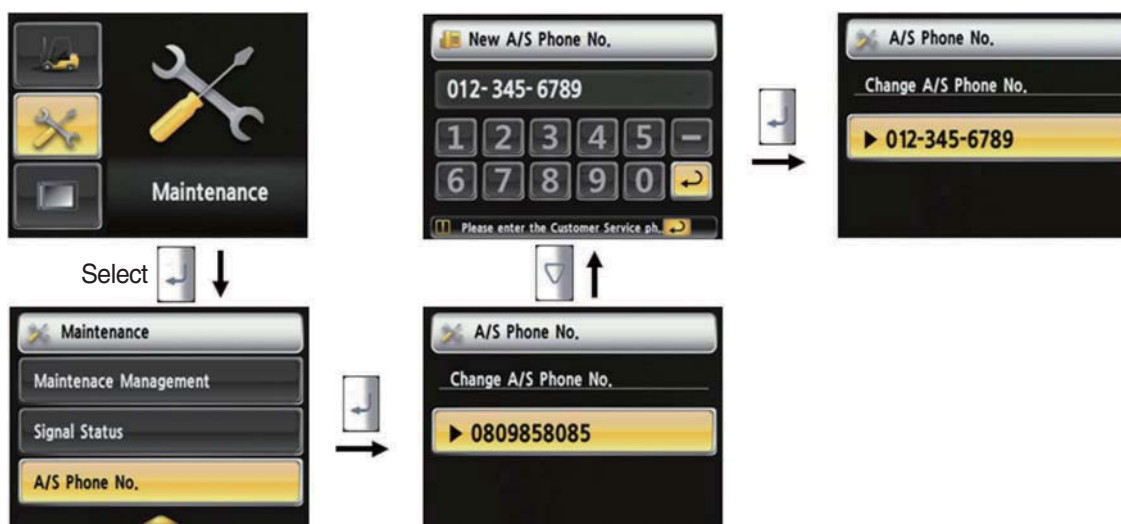 Maintenance
Select
Maintenance
Maintenace Management
Signal Status
A/S Phone No.
A/S Phone No.
Change A/S Phone No.
0809858085
New A/S Phone No.
012-345-6789
1 2 3 4 5 -
6 7 8 9 0
Please enter the Customer Service ph..
A/S Phone No.
Change A/S Phone No.
012-345-6789